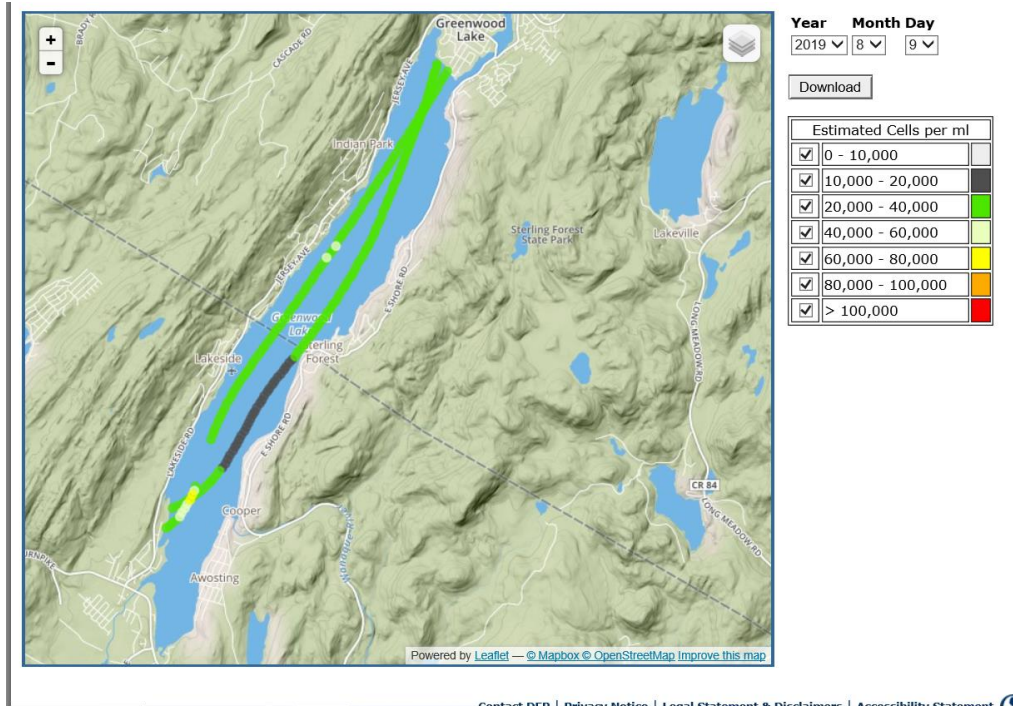 Greenwood
Lake
+
-
BRADY
CASCADE RD
JERSEY AVE
Indian Park
Sterling Forest
State Park
Lakeville
JERSEY AVE
E SHORE RD
Greenwood
Lake
Sterling
Forest
Lakeside
LONG MEADOW RD
E SHORE RD
LAKESIDE RD
CR 84
LONG MEADOW RD
Cooper
Awosting
Powered by Leaflet — © Mapbox © OpenStreetMap Improve this map
Year Month Day
2019 8 9
Download
Estimated Cells per ml
0 - 10,000
10,000 - 20,000
20,000 - 40,000
40,000 - 60,000
60,000 - 80,000
80,000 - 100,000
> 100,000
Contact DEP | Privacy Notice | Legal Statement & Disclaimers | Accessibility Statement